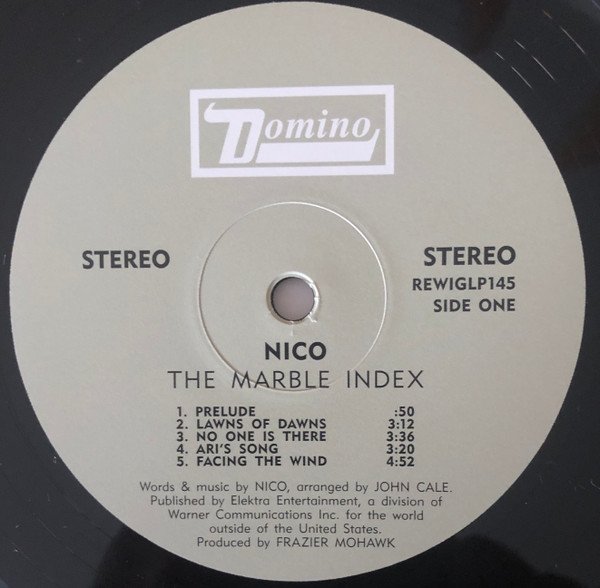 Domino
STEREO
STEREO
REWIGLP145
SIDE ONE
NICO
THE MARBLE INDEX
1. PRELUDE :50
2. LAWNS OF DAWNS 3:12
3. NO ONE IS THERE 3:36
4. ARI'S SONG 3:20
5. FACING THE WIND 4:52
Words & music by NICO, arranged by JOHN CALE.
Published by Elektra Entertainment, a division of
Warner Communications Inc. for the world
outside of the United States.
Produced by FRAZIER MOHAWK